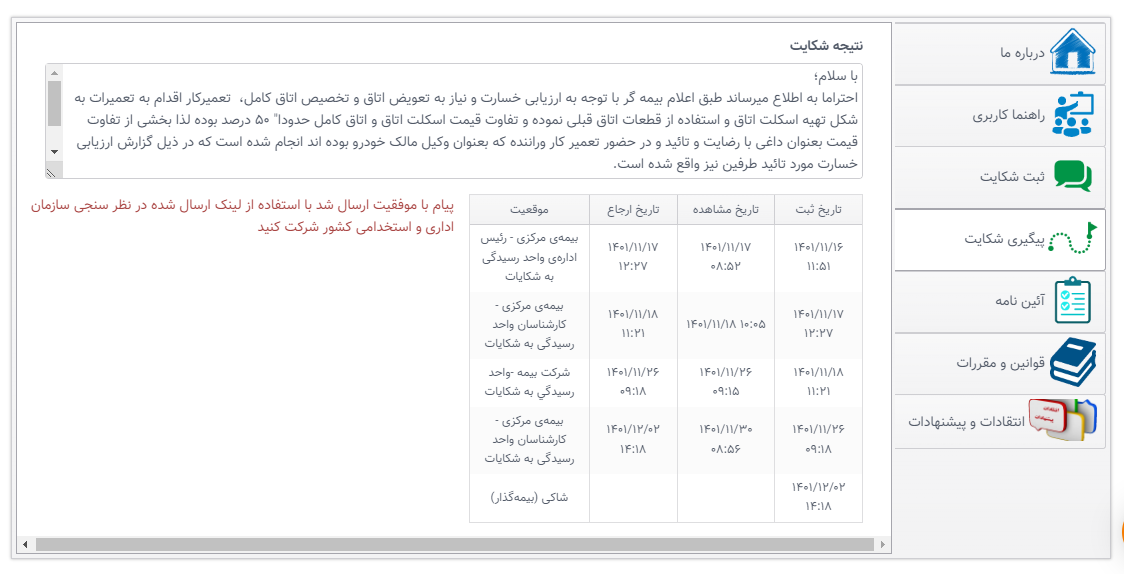 درباره ما
راهنما کاربری
ثبت شکایت
پیگیری شکایت
آئین نامه
قوانین و مقررات
انتقادات و پیشنهادات
نتیجه شکایت
با سلام؛
احتراما به اطلاع میرساند طبق اعلام بیمه گر با توجه به ارزیابی خسارت و نیاز به تعویض اتاق و تخصیص اتاق کامل، تعمیرکار اقدام به تعمیرات به
شکل تهیه اسکلت اتاق و استفاده از قطعات اتاق قبلی نموده و تفاوت قیمت اسکلت اتاق و اتاق کامل حدودا" ۵۰ درصد بوده لذا بخشی از تفاوت
قیمت بعنوان داغی با رضایت و تائید و در حضور تعمیر کار وراننده که بعنوان وکیل مالک خودرو بوده اند انجام شده است که در ذیل گزارش ارزیابی
خسارت مورد تائید طرفین نیز واقع شده است.
تاریخ ثبت تاریخ مشاهده تاریخ ارجاع موقعیت
۱۴۰۱/۱۱/۱۶ ۱۱:۵۱ ۱۴۰۱/۱۱/۱۷ ۰۸:۵۲ ۱۴۰۱/۱۱/۱۷ ۱۲:۲۷ بیمه‌ی مرکزی - رئیس اداره‌ی واحد رسیدگی به شکایات
۱۴۰۱/۱۱/۱۷ ۱۲:۲۷ ۱۴۰۱/۱۱/۱۸ ۱۰:۰۵ ۱۴۰۱/۱۱/۱۸ ۱۱:۲۱ بیمه‌ی مرکزی - کارشناسان واحد رسیدگی به شکایات
۱۴۰۱/۱۱/۱۸ ۱۱:۲۱ ۱۴۰۱/۱۱/۲۶ ۰۹:۱۵ ۱۴۰۱/۱۱/۲۶ ۰۹:۱۸ شرکت بیمه -واحد رسیدگي به شکایات
۱۴۰۱/۱۱/۲۶ ۰۹:۱۸ ۱۴۰۱/۱۱/۳۰ ۰۸:۵۶ ۱۴۰۱/۱۲/۰۲ ۱۴:۱۸ بیمه‌ی مرکزی - کارشناسان واحد رسیدگی به شکایات
۱۴۰۱/۱۲/۰۲ ۱۴:۱۸ شاکی (بیمه‌گذار)
پیام با موفقیت ارسال شد با استفاده از لینک ارسال شده در نظر سنجی سازمان
اداری و استخدامی کشور شرکت کنید